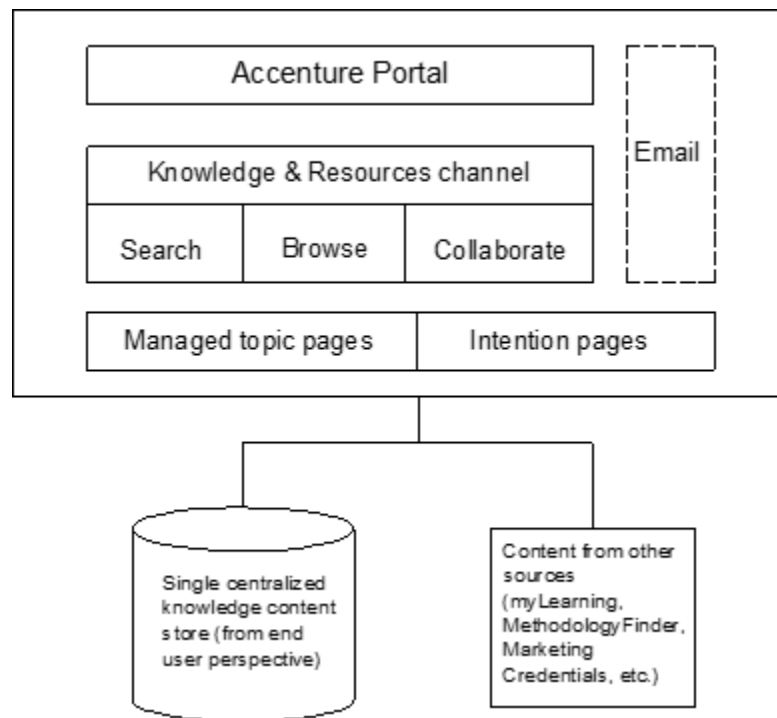 Accenture Portal
Email
Knowledge & Resources channel
Search
Browse
Collaborate
Managed topic pages
Intention pages
Single centralized
knowledge content
store (from end
user perspective)
Content from other
sources
(myLearning,
MethodologyFinder,
Marketing
Credentials, etc.)